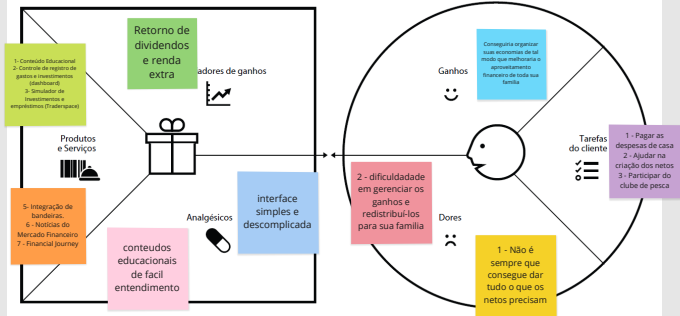 Retorno de
dividendos
e renda
extra
1- Conteúdo Educacional
2- Controle de registro de
gastos e investimentos
(dashboard)
3- Simulador de
Investimentos e
empréstimos (Traderspace)
adores de ganhos
Produtos
e Serviços
5- Integração de
bandeiras.
6 - Notícias do
Mercado Financeiro
7 - Financial Journey
conteudos
educacionais
de facil
entendimento
Analgésicos
interface
simples e
descomplicada
Ganhos
Conseguiria organizar
suas economias de tal
modo que melhoraria o
aproveitamento
financeiro de toda sua
família
Tarefas
do cliente
1 - Pagar as
despesas de casa
2 - Ajudar na
criação dos netos
3 - Participar do
clube de pesca
2 - dificuldadade
em gerenciar os
ganhos e
redistribuí-los
para sua familia
Dores
1 - Não é
sempre que
consegue dar
tudo o que os
netos precisam